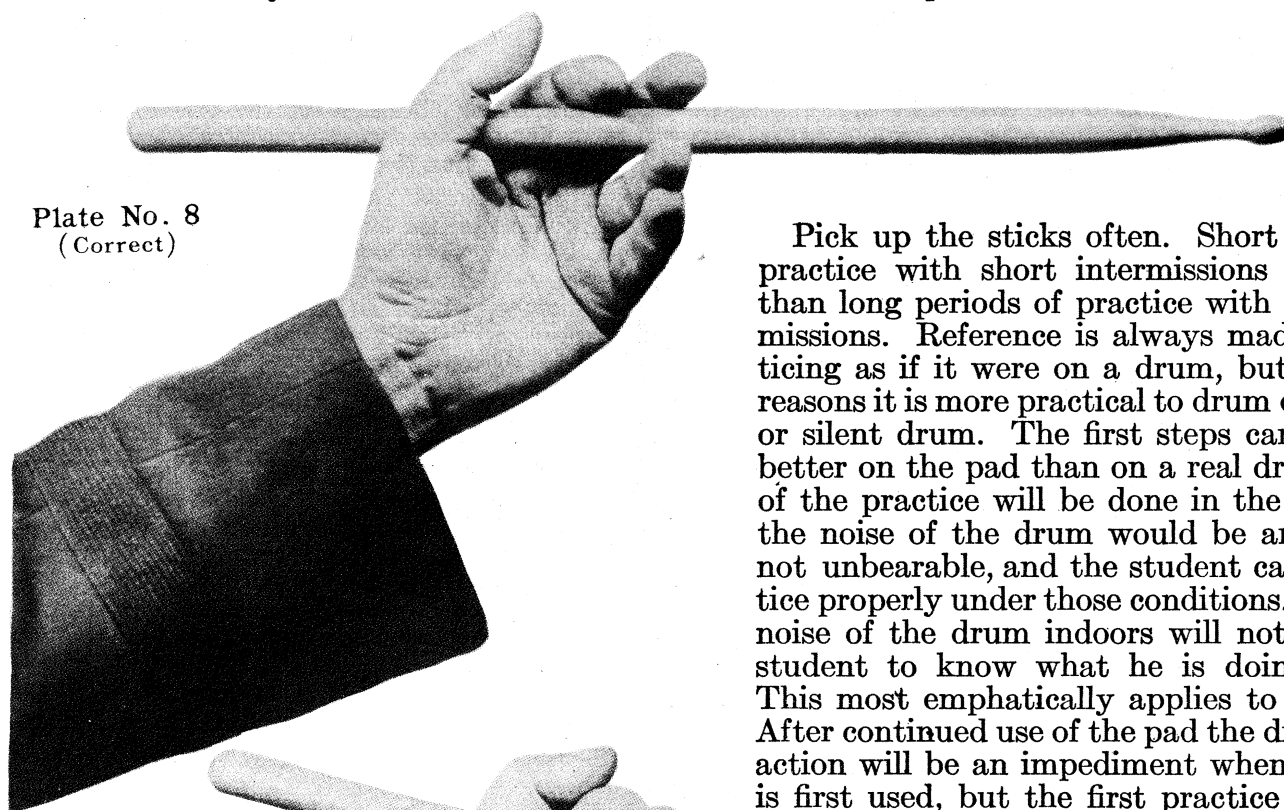 Plate No. 8
(Correct)
Pick up the sticks often. Short
practice with short intermissions
than long periods of practice with
missions. Reference is always
ticing as if it were on a drum, but
reasons it is more practical to drum
or silent drum. The first steps
better on the pad than on a real
of the practice will be done in the
the noise of the drum would be
not unbearable, and the student
tice properly under those conditions.
noise of the drum indoors will not
student to know what he is
This most emphatically applies to
After continued use of the pad the
action will be an impediment when
is first used, but the first practice